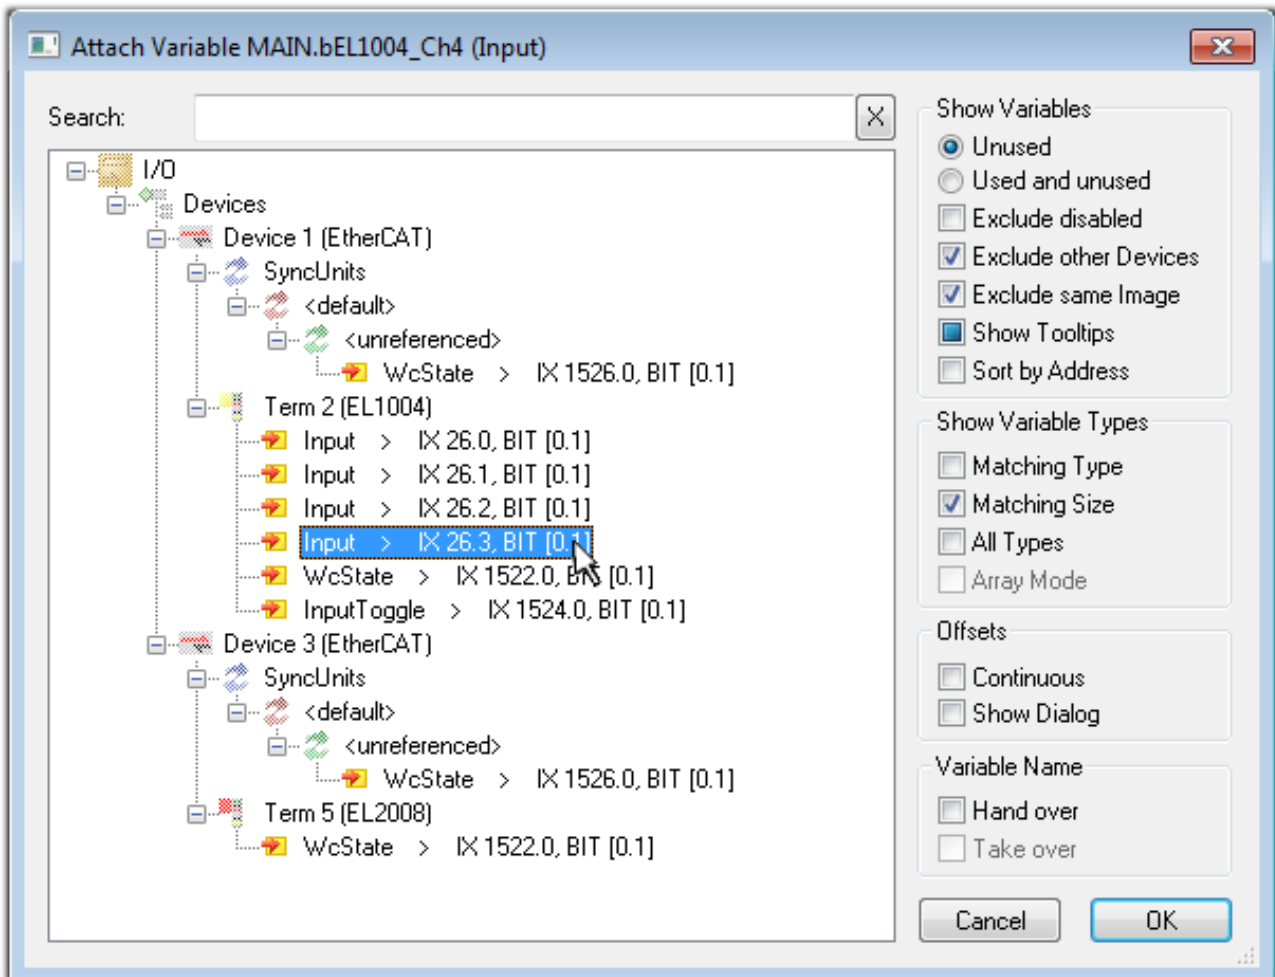 Attach Variable MAIN.bEL1004_Ch4 (Input)
Search:
X
I/O
Devices
Device 1 (EtherCAT)
SyncUnits
<default>
<unreferenced>
WcState > IX 1526.0, BIT [0.1]
Term 2 (EL1004)
Input > IX 26.0, BIT [0.1]
Input > IX 26.1, BIT [0.1]
Input > IX 26.2, BIT [0.1]
Input > IX 26.3, BIT [0.1]
WcState > IX 1522.0, BIT [0.1]
InputToggle > IX 1524.0, BIT [0.1]
Device 3 (EtherCAT)
SyncUnits
<default>
<unreferenced>
WcState > IX 1526.0, BIT [0.1]
Term 5 (EL2008)
WcState > IX 1522.0, BIT [0.1]
Show Variables
Unused
Used and unused
Exclude disabled
Exclude other Devices
Exclude same Image
Show Tooltips
Sort by Address
Show Variable Types
Matching Type
Matching Size
All Types
Array Mode
Offsets
Continuous
Show Dialog
Variable Name
Hand over
Take over
Cancel
OK